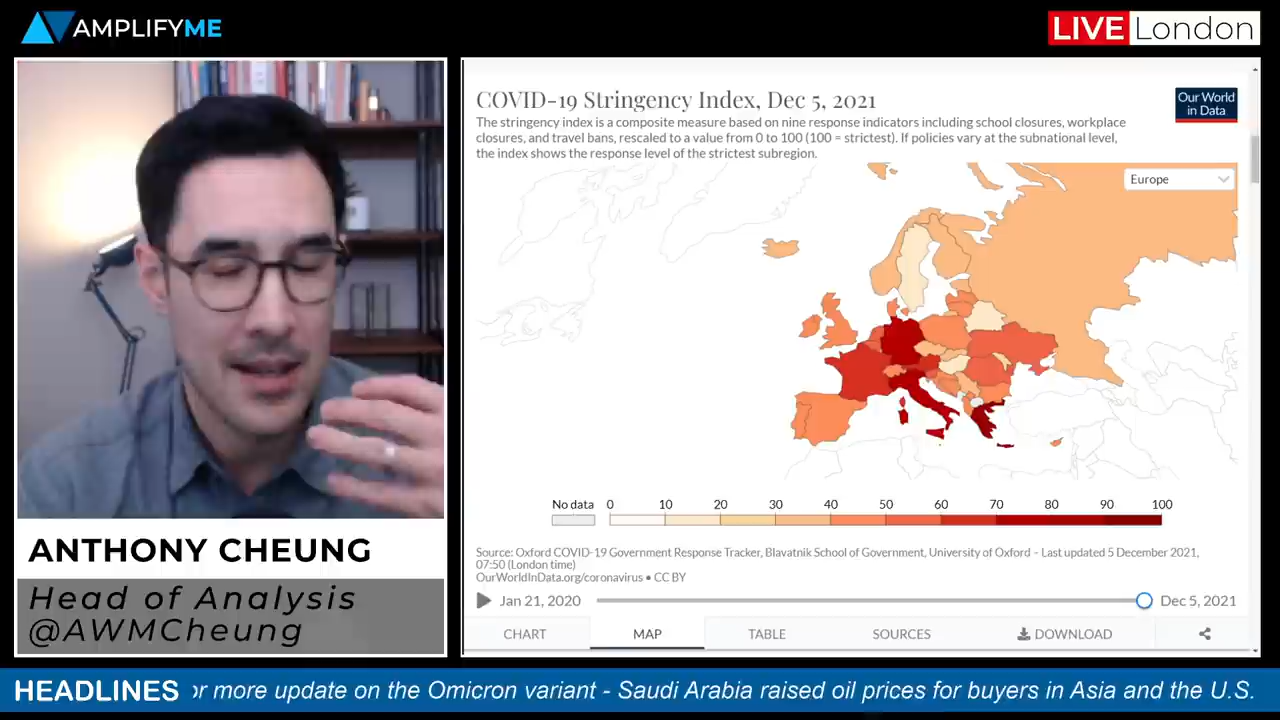 AMPLIFYME
LIVE London
COVID-19 Stringency Index, Dec 5, 2021
The stringency index is a composite measure based on nine response indicators including school closures, workplace
closures, and travel bans, rescaled to a value from 0 to 100 (100 = strictest). If policies vary at the subnational level,
the index shows the response level of the strictest subregion.
Our World
in Data
Europe
No data 0 10 20 30 40 50 60 70 80 90 100
Source: Oxford COVID-19 Government Response Tracker, Blavatnik School of Government, University of Oxford – Last updated 5 December 2021,
07:50 (London time)
OurWorldInData.org/coronavirus • CC BY
Jan 21, 2020 Dec 5, 2021
CHART MAP TABLE SOURCES DOWNLOAD
ANTHONY CHEUNG
Head of Analysis
@AWMCheung
HEADLINES or more update on the Omicron variant - Saudi Arabia raised oil prices for buyers in Asia and the U.S.